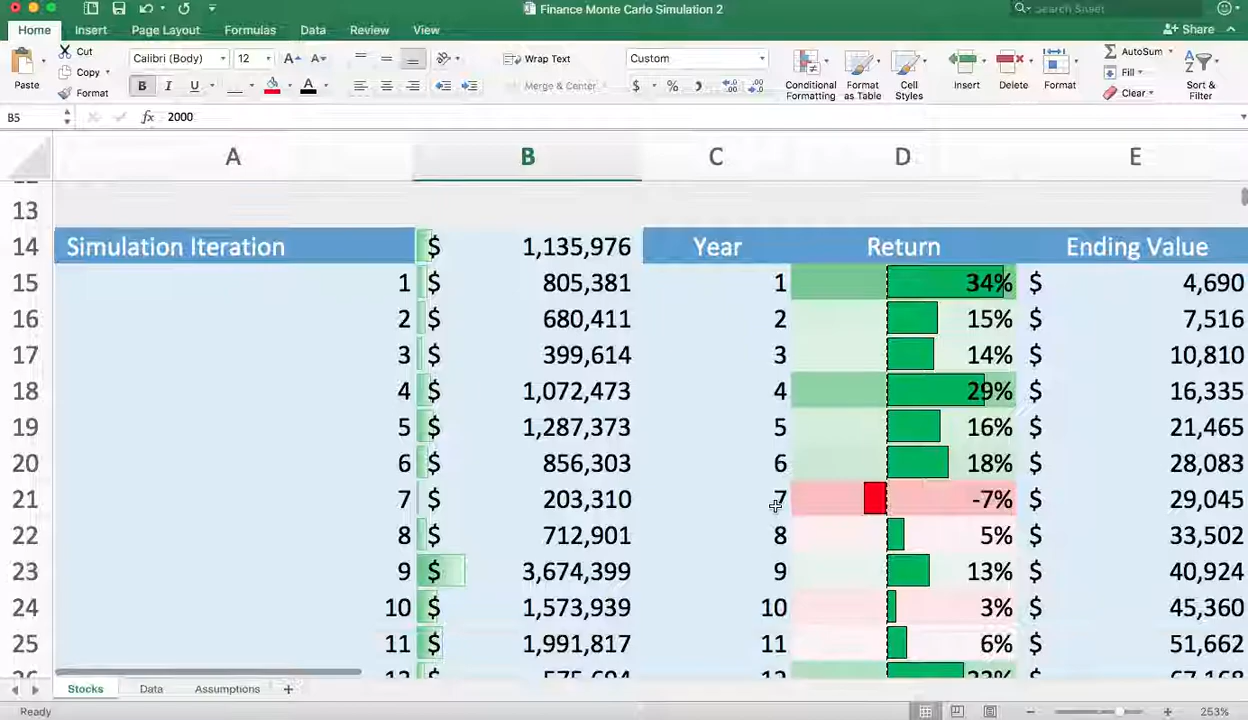 Finance Monte Carlo Simulation 2
Search Sheet
Home Insert Page Layout Formulas Data Review View
Share
Paste
Cut
Copy
Format
Calibri (Body) 12 A A
B I U A
Wrap Text
Merge & Center
Custom
$ %
Conditional Formatting
Format as Table
Cell Styles
Insert
Delete
Format
AutoSum
Fill
Clear
Sort & Filter
B5 fx 2000
A B C D E
13
14 Simulation Iteration $ 1,135,976 Year Return Ending Value
15 1 $ 805,381 1 34% $ 4,690
16 2 $ 680,411 2 15% $ 7,516
17 3 $ 399,614 3 14% $ 10,810
18 4 $ 1,072,473 4 29% $ 16,335
19 5 $ 1,287,373 5 16% $ 21,465
20 6 $ 856,303 6 18% $ 28,083
21 7 $ 203,310 7 -7% $ 29,045
22 8 $ 712,901 8 5% $ 33,502
23 9 $ 3,674,399 9 13% $ 40,924
24 10 $ 1,573,939 10 3% $ 45,360
25 11 $ 1,991,817 11 6% $ 51,662
Stocks Data Assumptions +
Ready
253%